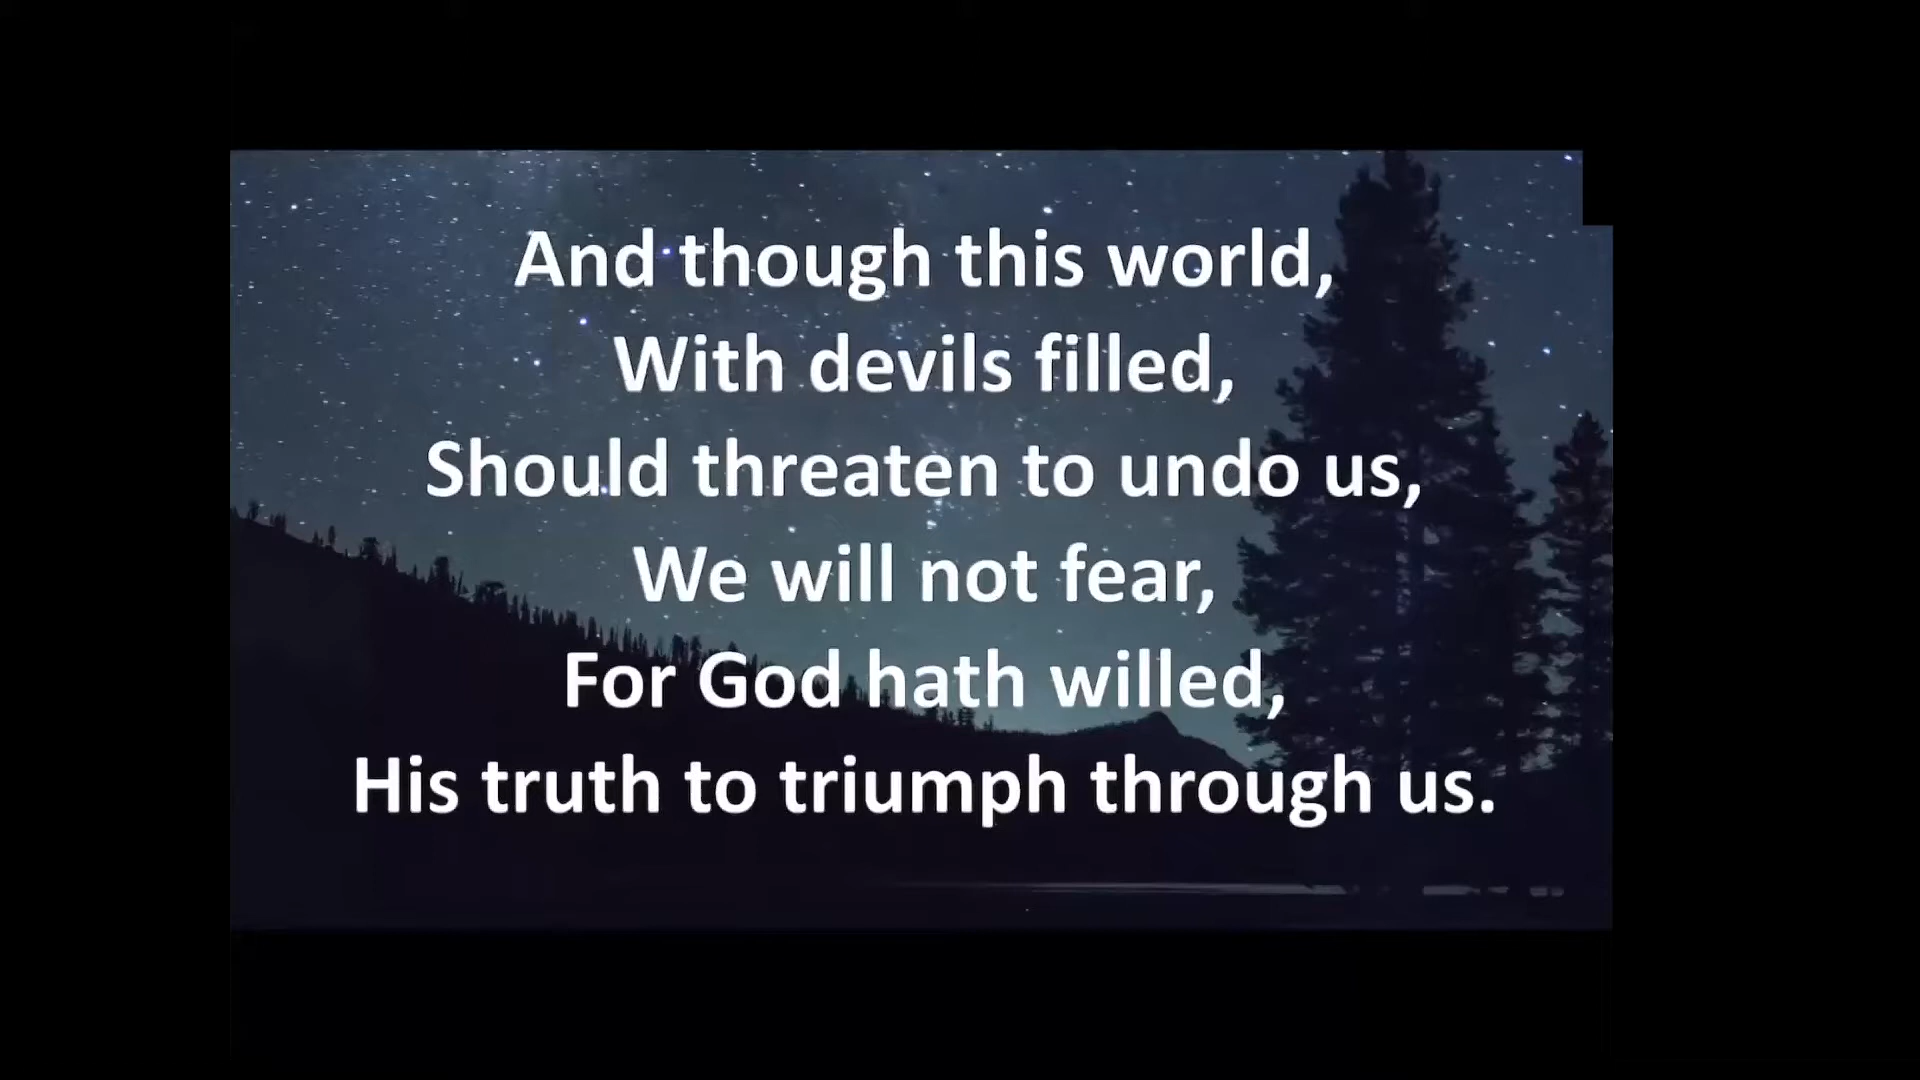 And though this world,
With devils filled,
Should threaten to undo us,
We will not fear,
For God hath willed,
His truth to triumph through us.